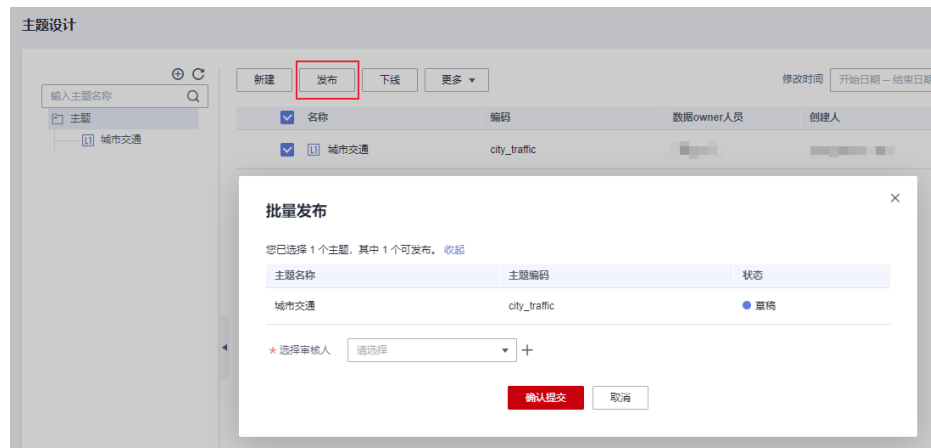 主题设计
新建 发布 下线 更多 修改时间 开始日期 – 结束日期
输入主题名称
主题
L1 城市交通
名称 编码 数据owner人员 创建人
L1 城市交通 city_traffic
批量发布
您已选择 1 个主题, 其中 1 个可发布。 收起
主题名称 主题编码 状态
城市交通 city_traffic 草稿
* 选择审核人 请选择
确认提交 取消